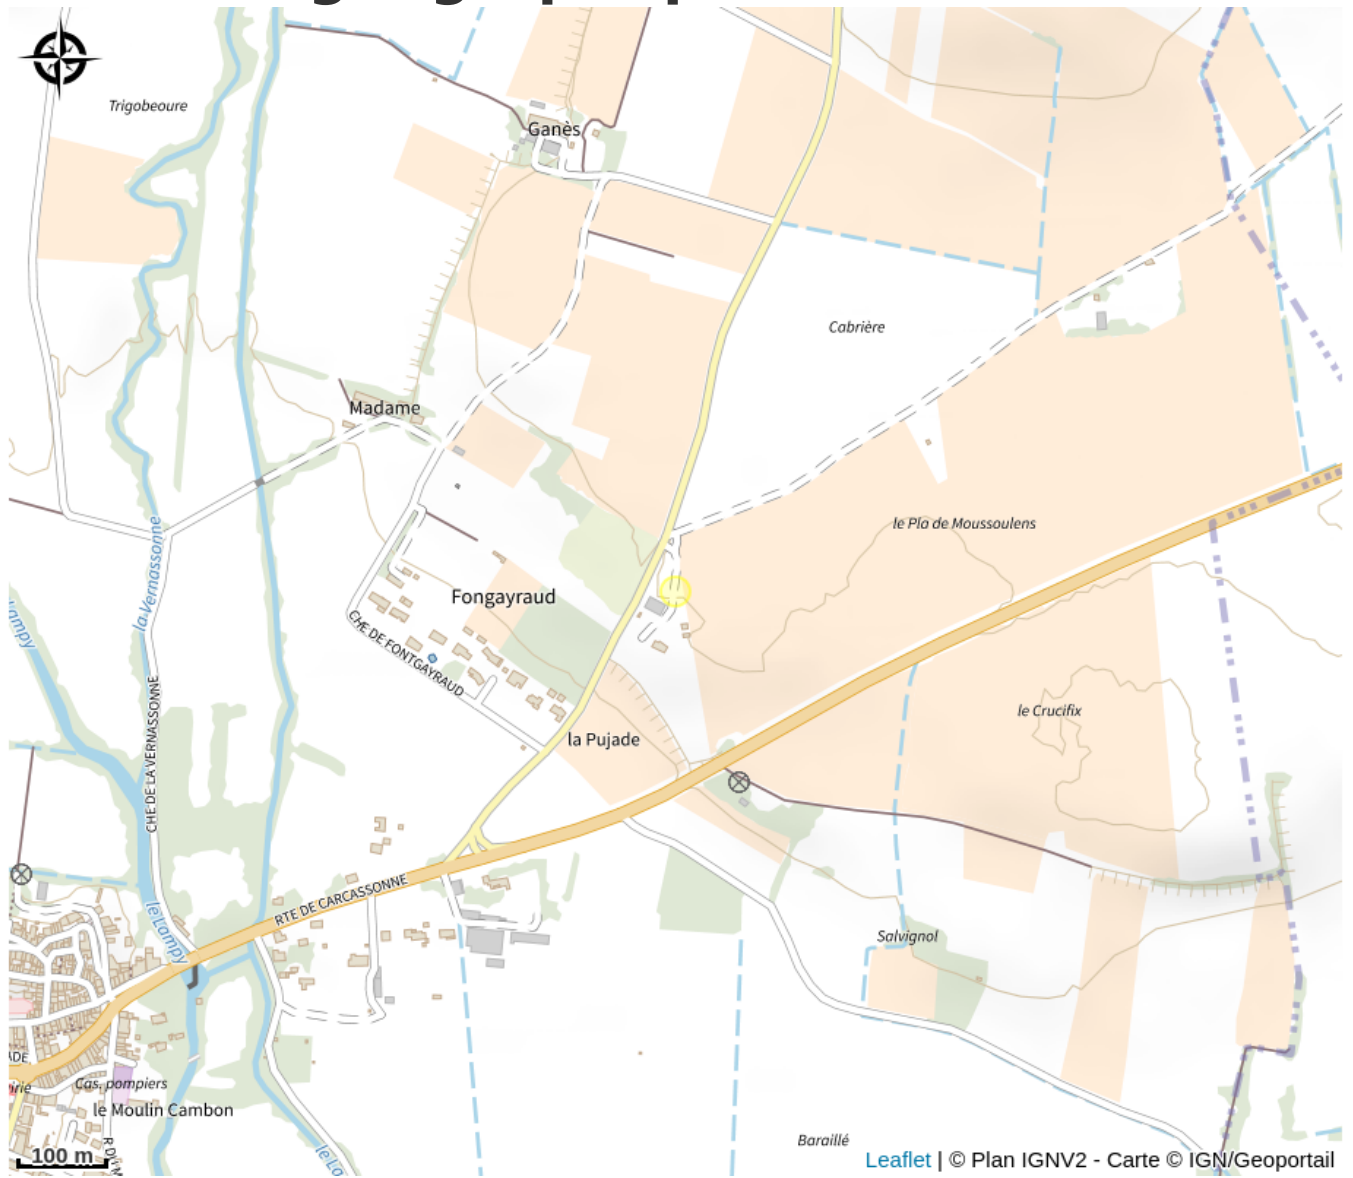 Trigobeoure
Ganès
Cabrière
Madame
le Pla de Moussoulens
la Vernassonne
Fongayraud
CHE DE FONTGAYRAUD
CHE DE LA VERNASSONNE
le Crucifix
la Pujade
RTE DE CARCASSONNE
le Lampy
Salvignol
Cas. pompiers
le Moulin Cambon
Baraillé
100 m
Leaflet | © Plan IGNV2 - Carte © IGN/Geoportail